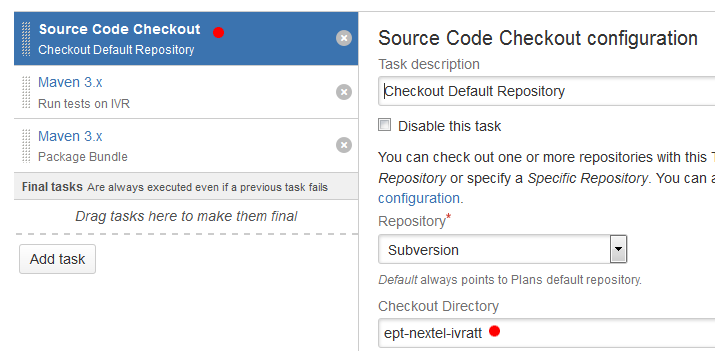 Source Code Checkout
Checkout Default Repository
Maven 3.x
Run tests on IVR
Maven 3.x
Package Bundle
Final tasks Are always executed even if a previous task fails
Drag tasks here to make them final
Add task
Source Code Checkout configuration
Task description
Checkout Default Repository
Disable this task
You can check out one or more repositories with this T
Repository or specify a Specific Repository. You can a
configuration.
Repository*
Subversion
Default always points to Plans default repository.
Checkout Directory
ept-nextel-ivratt